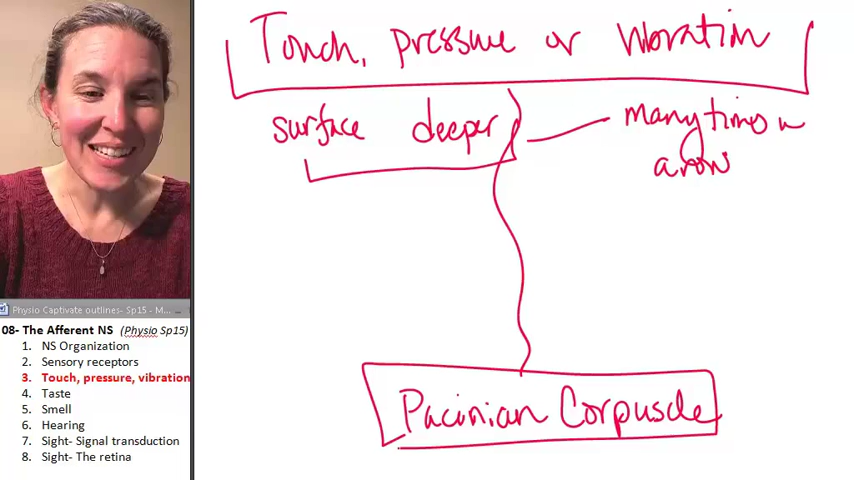 Touch, pressure or vibration
surface deeper
many times in
a row
Pacinian Corpuscle
Physio Captivate outlines- Sp15 - M...
08- The Afferent NS (Physio Sp15)
1. NS Organization
2. Sensory receptors
3. Touch, pressure, vibration
4. Taste
5. Smell
6. Hearing
7. Sight- Signal transduction
8. Sight- The retina